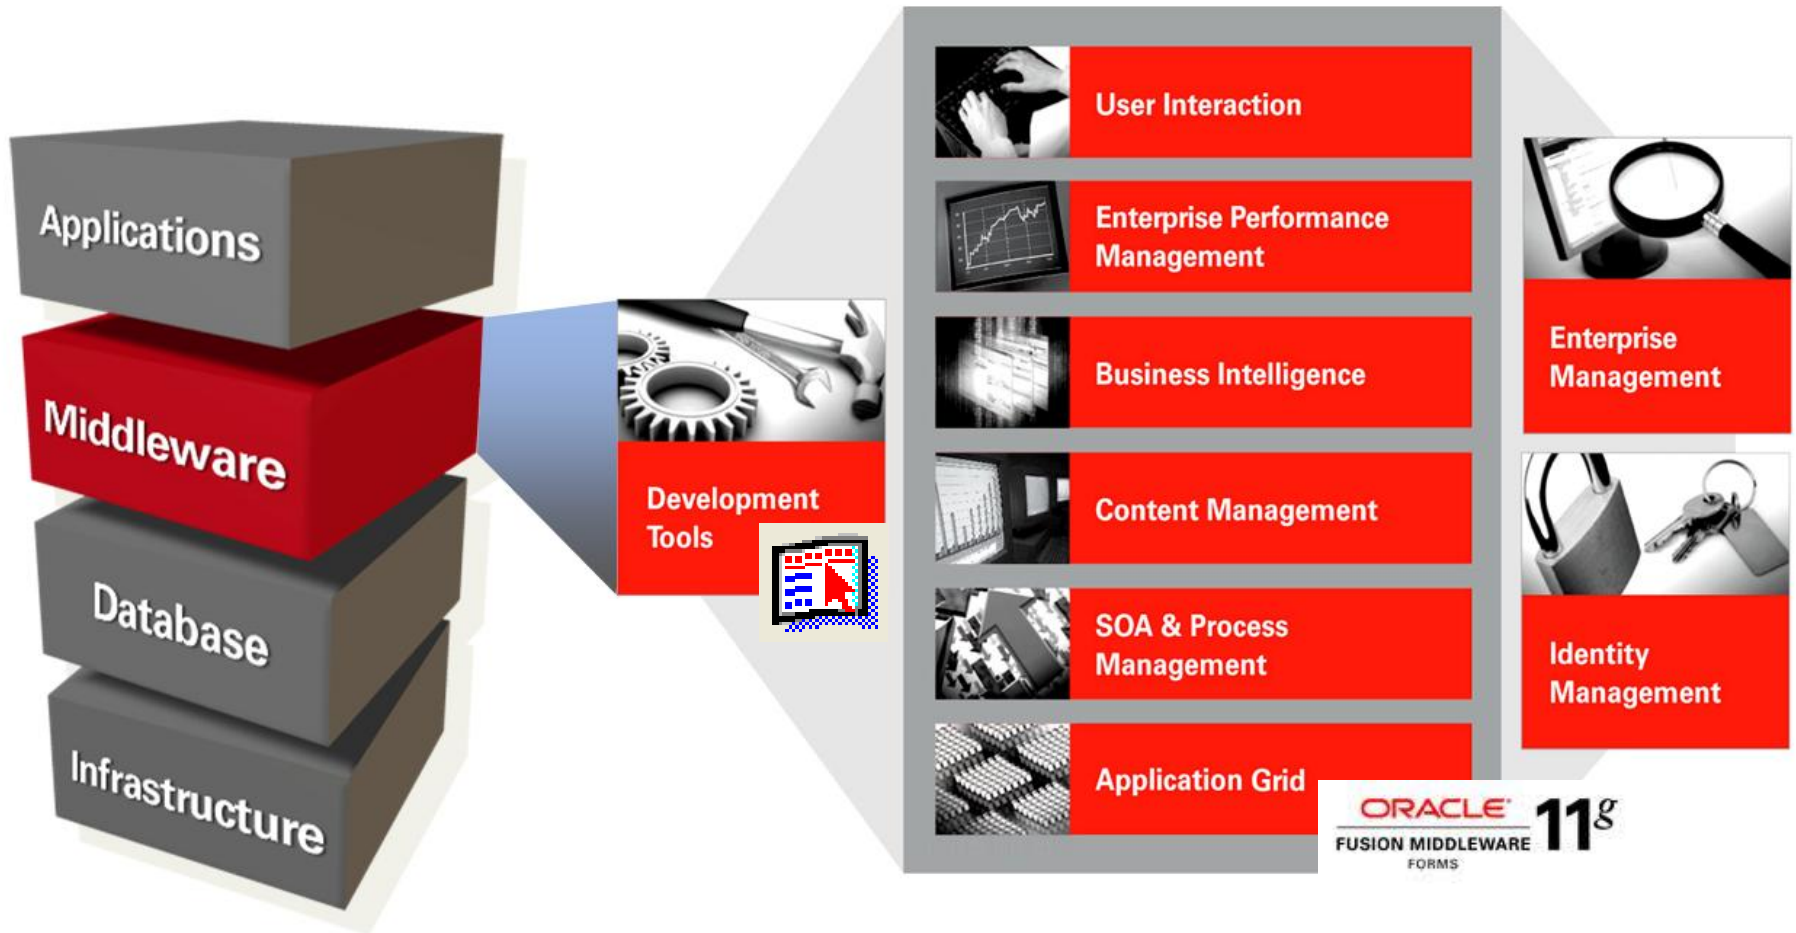 Applications
Middleware
Database
Infrastructure
Development
Tools
User Interaction
Enterprise Performance
Management
Business Intelligence
Content Management
SOA & Process
Management
Application Grid
Enterprise
Management
Identity
Management
ORACLE 11g
FUSION MIDDLEWARE
FORMS